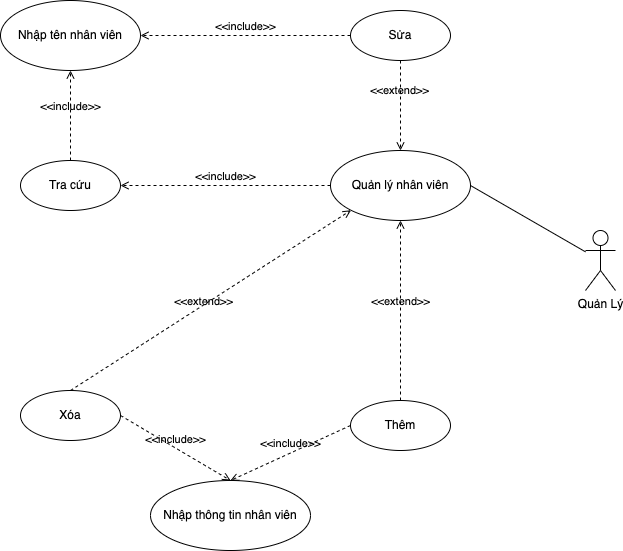 Nhập tên nhân viên
<<include>>
Sửa
<<include>>
<<extend>>
Tra cứu
<<include>>
Quản lý nhân viên
Quản Lý
<<extend>>
<<extend>>
Xóa
Thêm
<<include>>
<<include>>
Nhập thông tin nhân viên